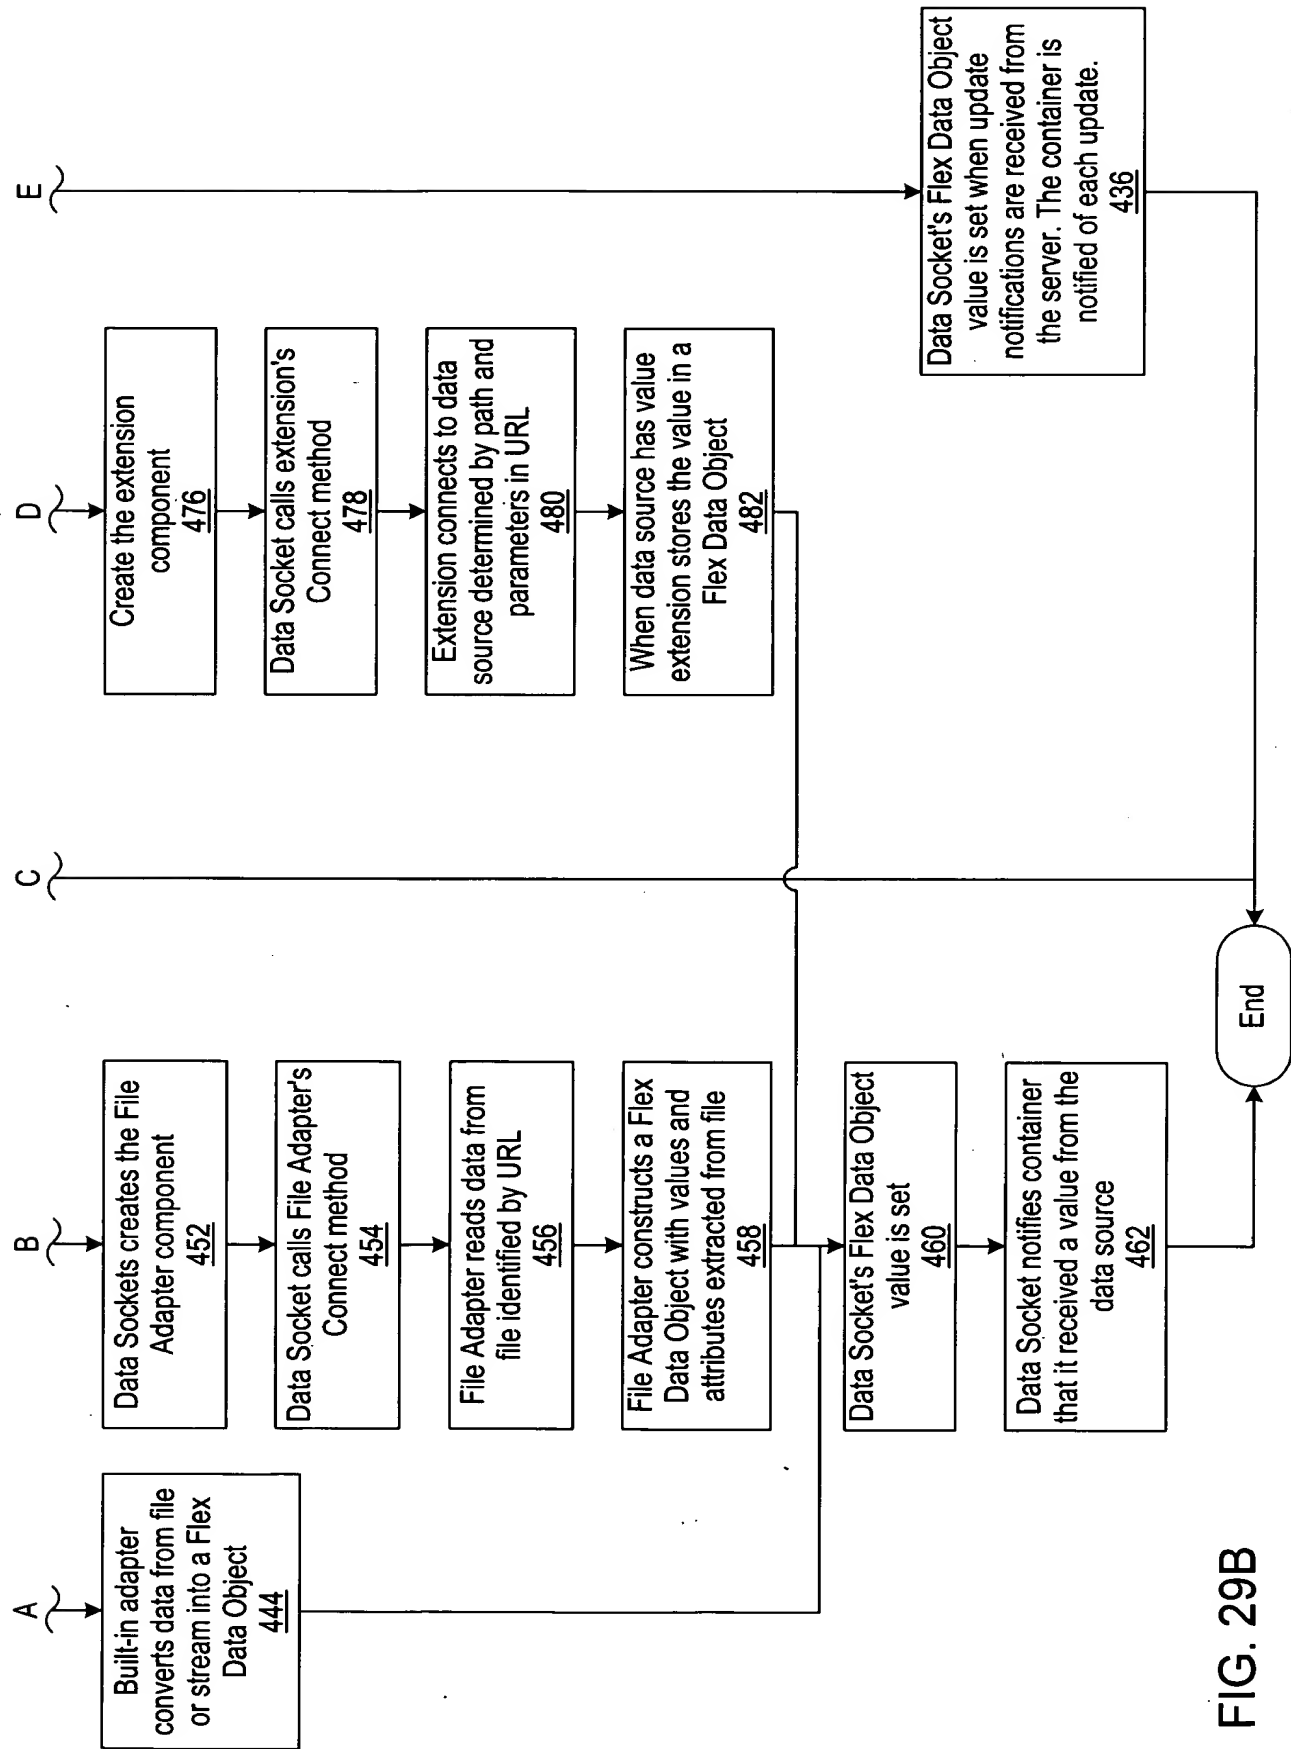 A
Built-in adapter
converts data from file
or stream into a Flex
Data Object
444
B
Data Sockets creates the File
Adapter component
452
Data Socket calls File Adapter's
Connect method
454
File Adapter reads data from
file identified by URL
456
File Adapter constructs a Flex
Data Object with values and
attributes extracted from file
458
Data Socket's Flex Data Object
value is set
460
Data Socket notifies container
that it received a value from the
data source
462
C
D
Create the extension
component
476
Data Socket calls extension's
Connect method
478
Extension connects to data
source determined by path and
parameters in URL
480
When data source has value
extension stores the value in a
Flex Data Object
482
E
Data Socket's Flex Data Object
value is set when update
notifications are received from
the server. The container is
notified of each update.
436
End
FIG. 29B